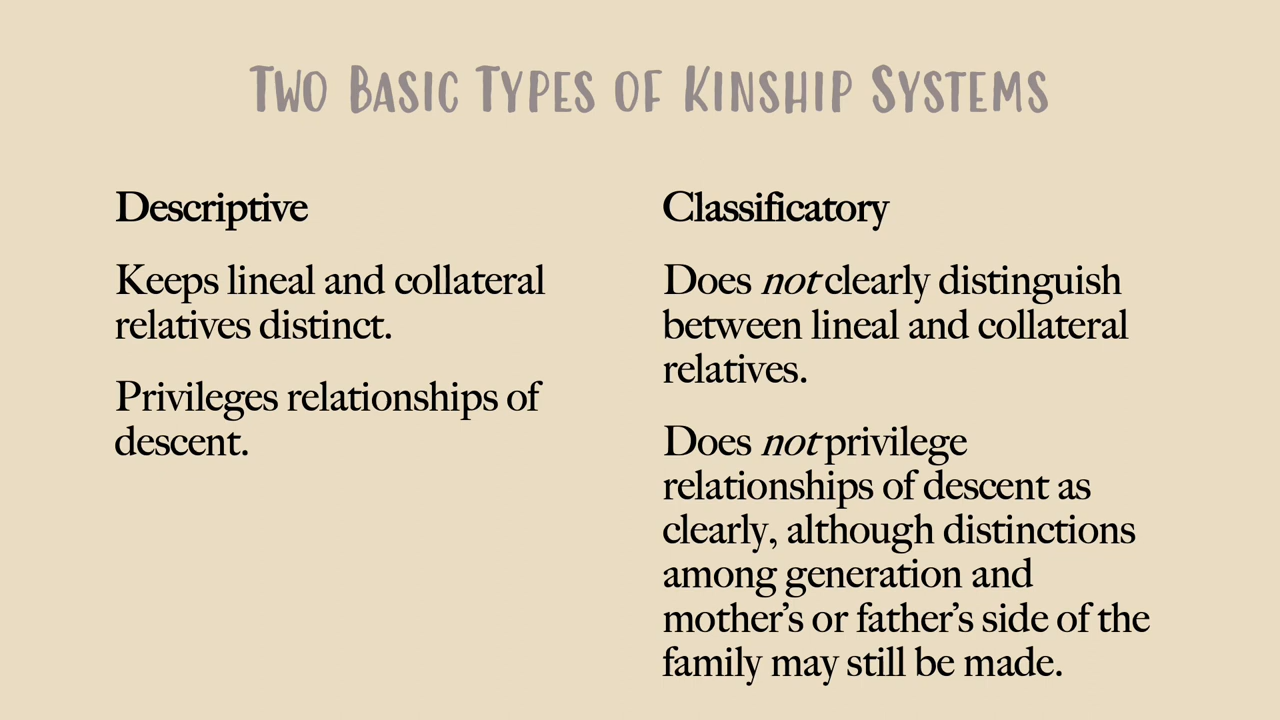 Two Basic Types of Kinship Systems
Descriptive
Keeps lineal and collateral
relatives distinct.
Privileges relationships of
descent.
Classificatory
Does not clearly distinguish
between lineal and collateral
relatives.
Does not privilege
relationships of descent as
clearly, although distinctions
among generation and
mother’s or father’s side of the
family may still be made.